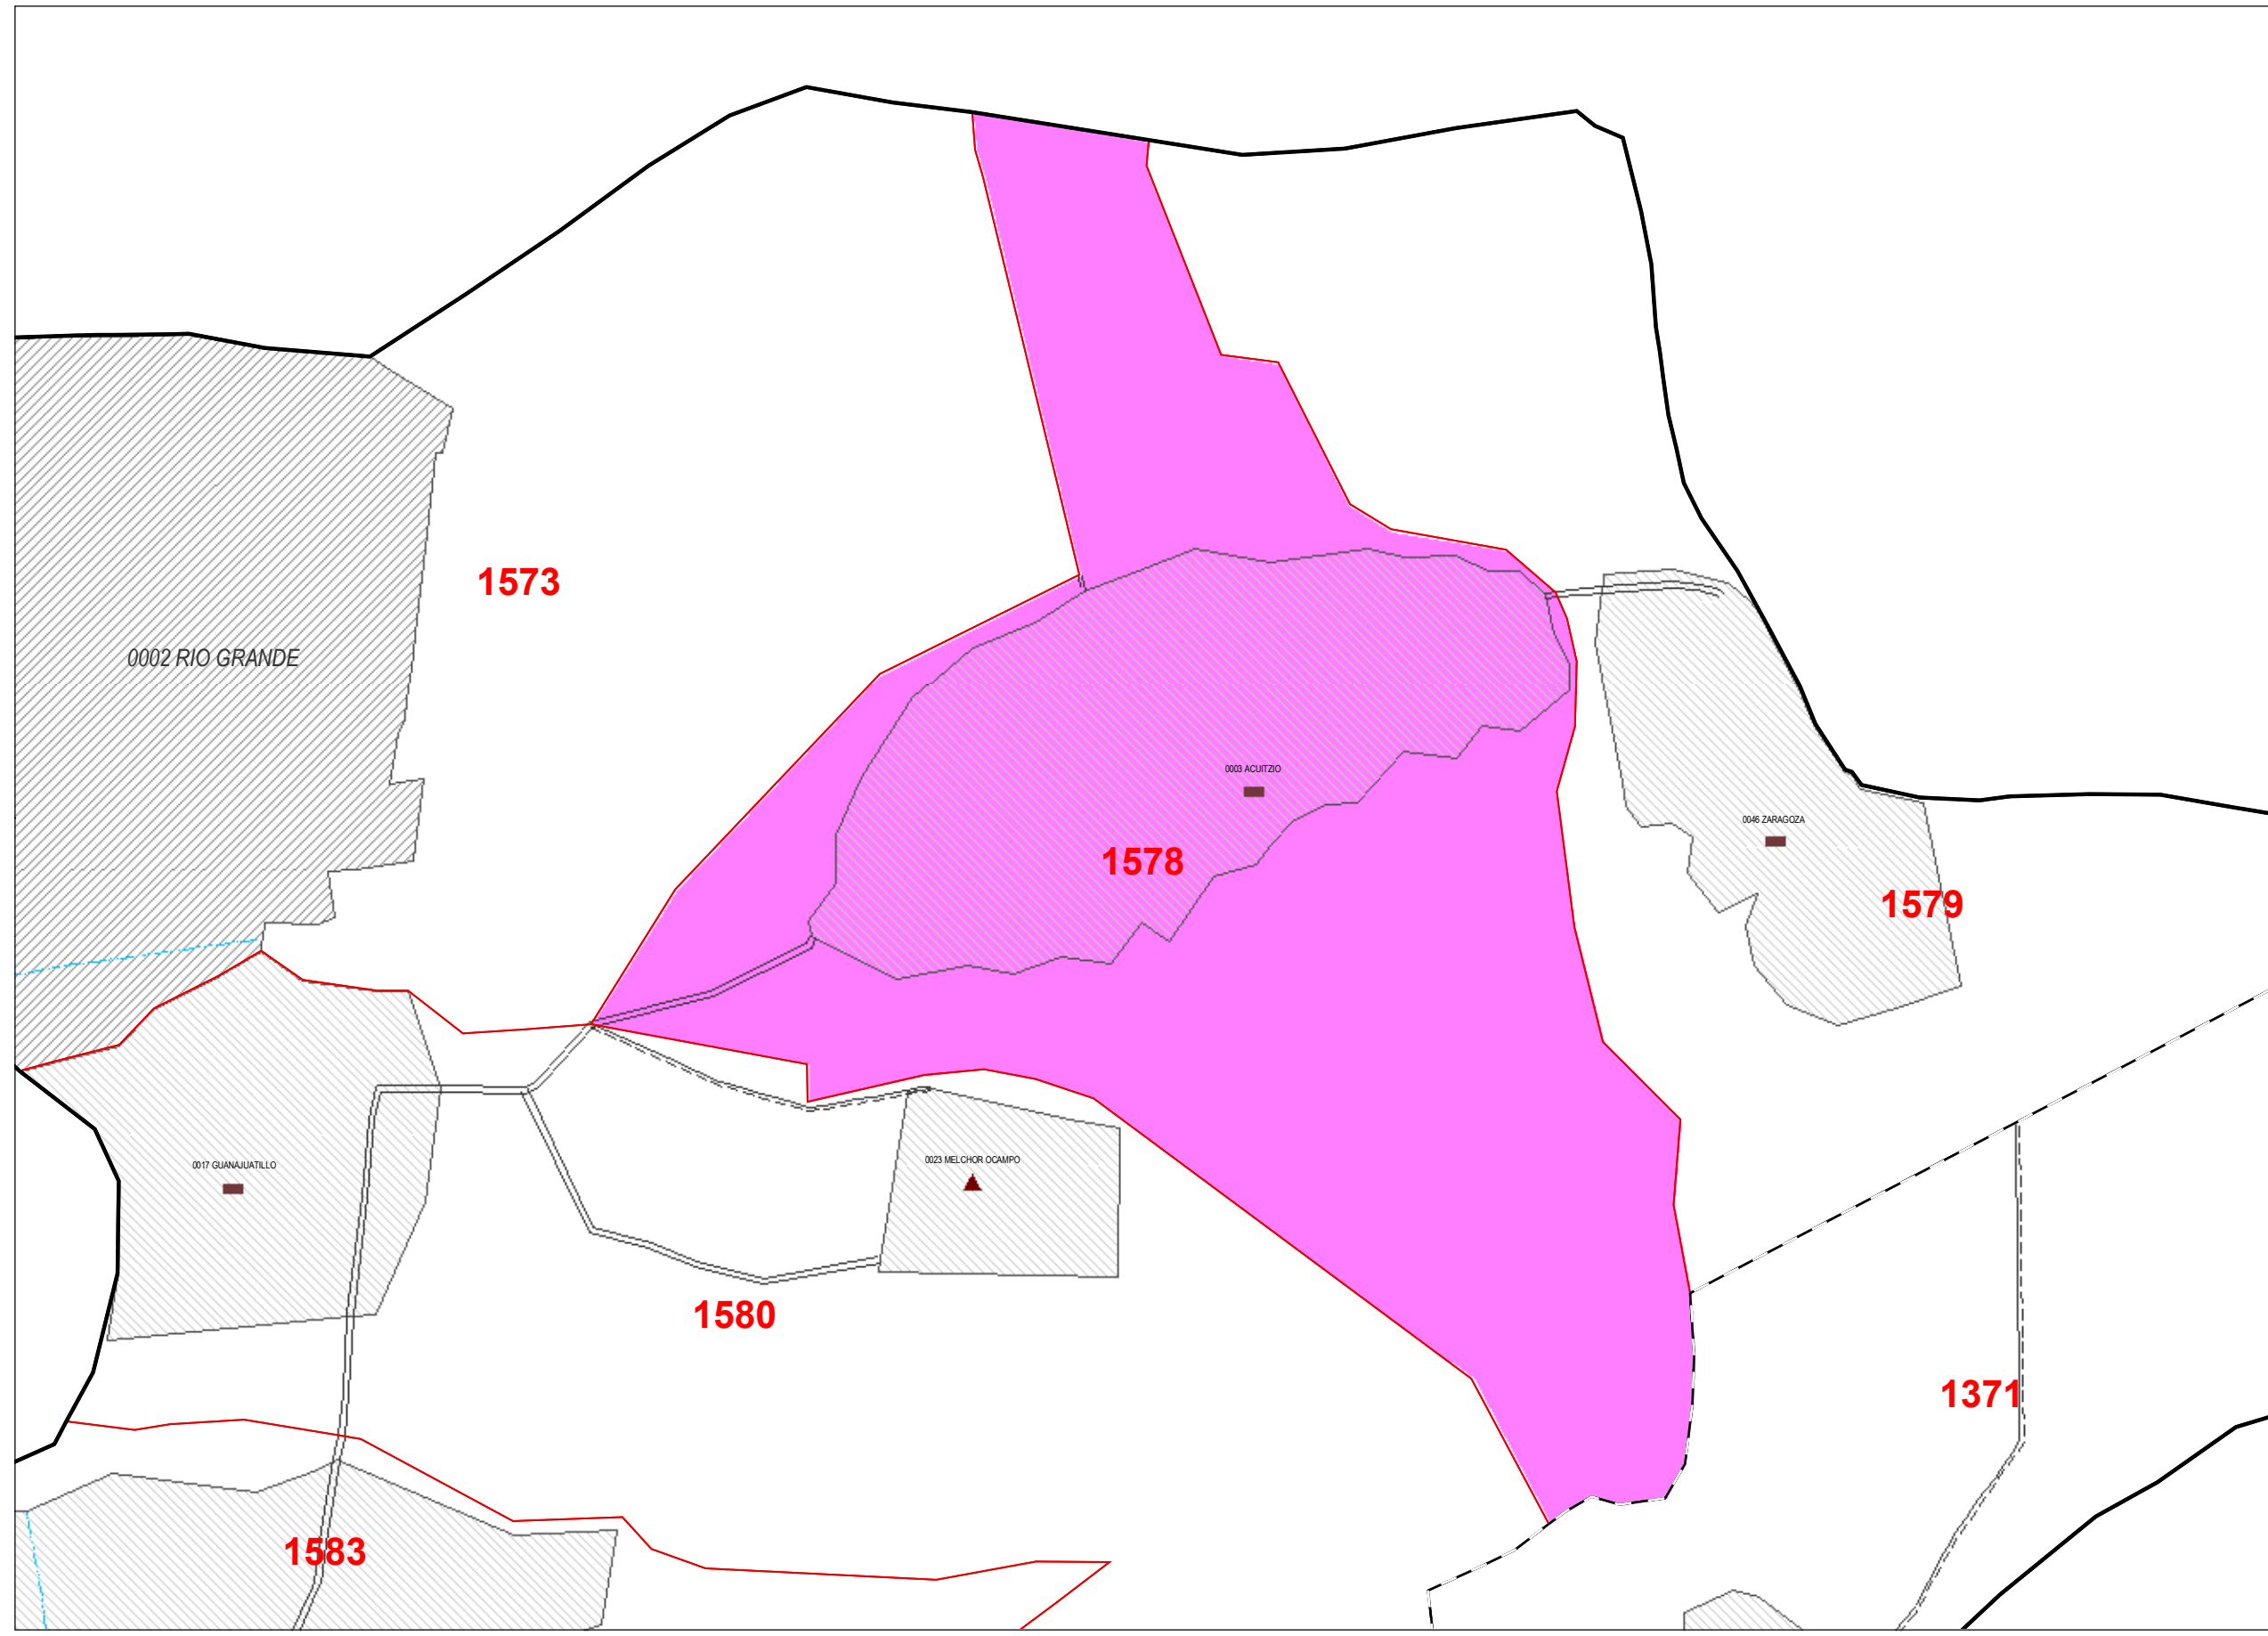 1573
0002 RIO GRANDE
0003 ACUITZIO
0046 ZARAGOZA
1578
1579
0017 GUANAJUATILLO
0023 MELCHOR OCAMPO
1580
1371
1583